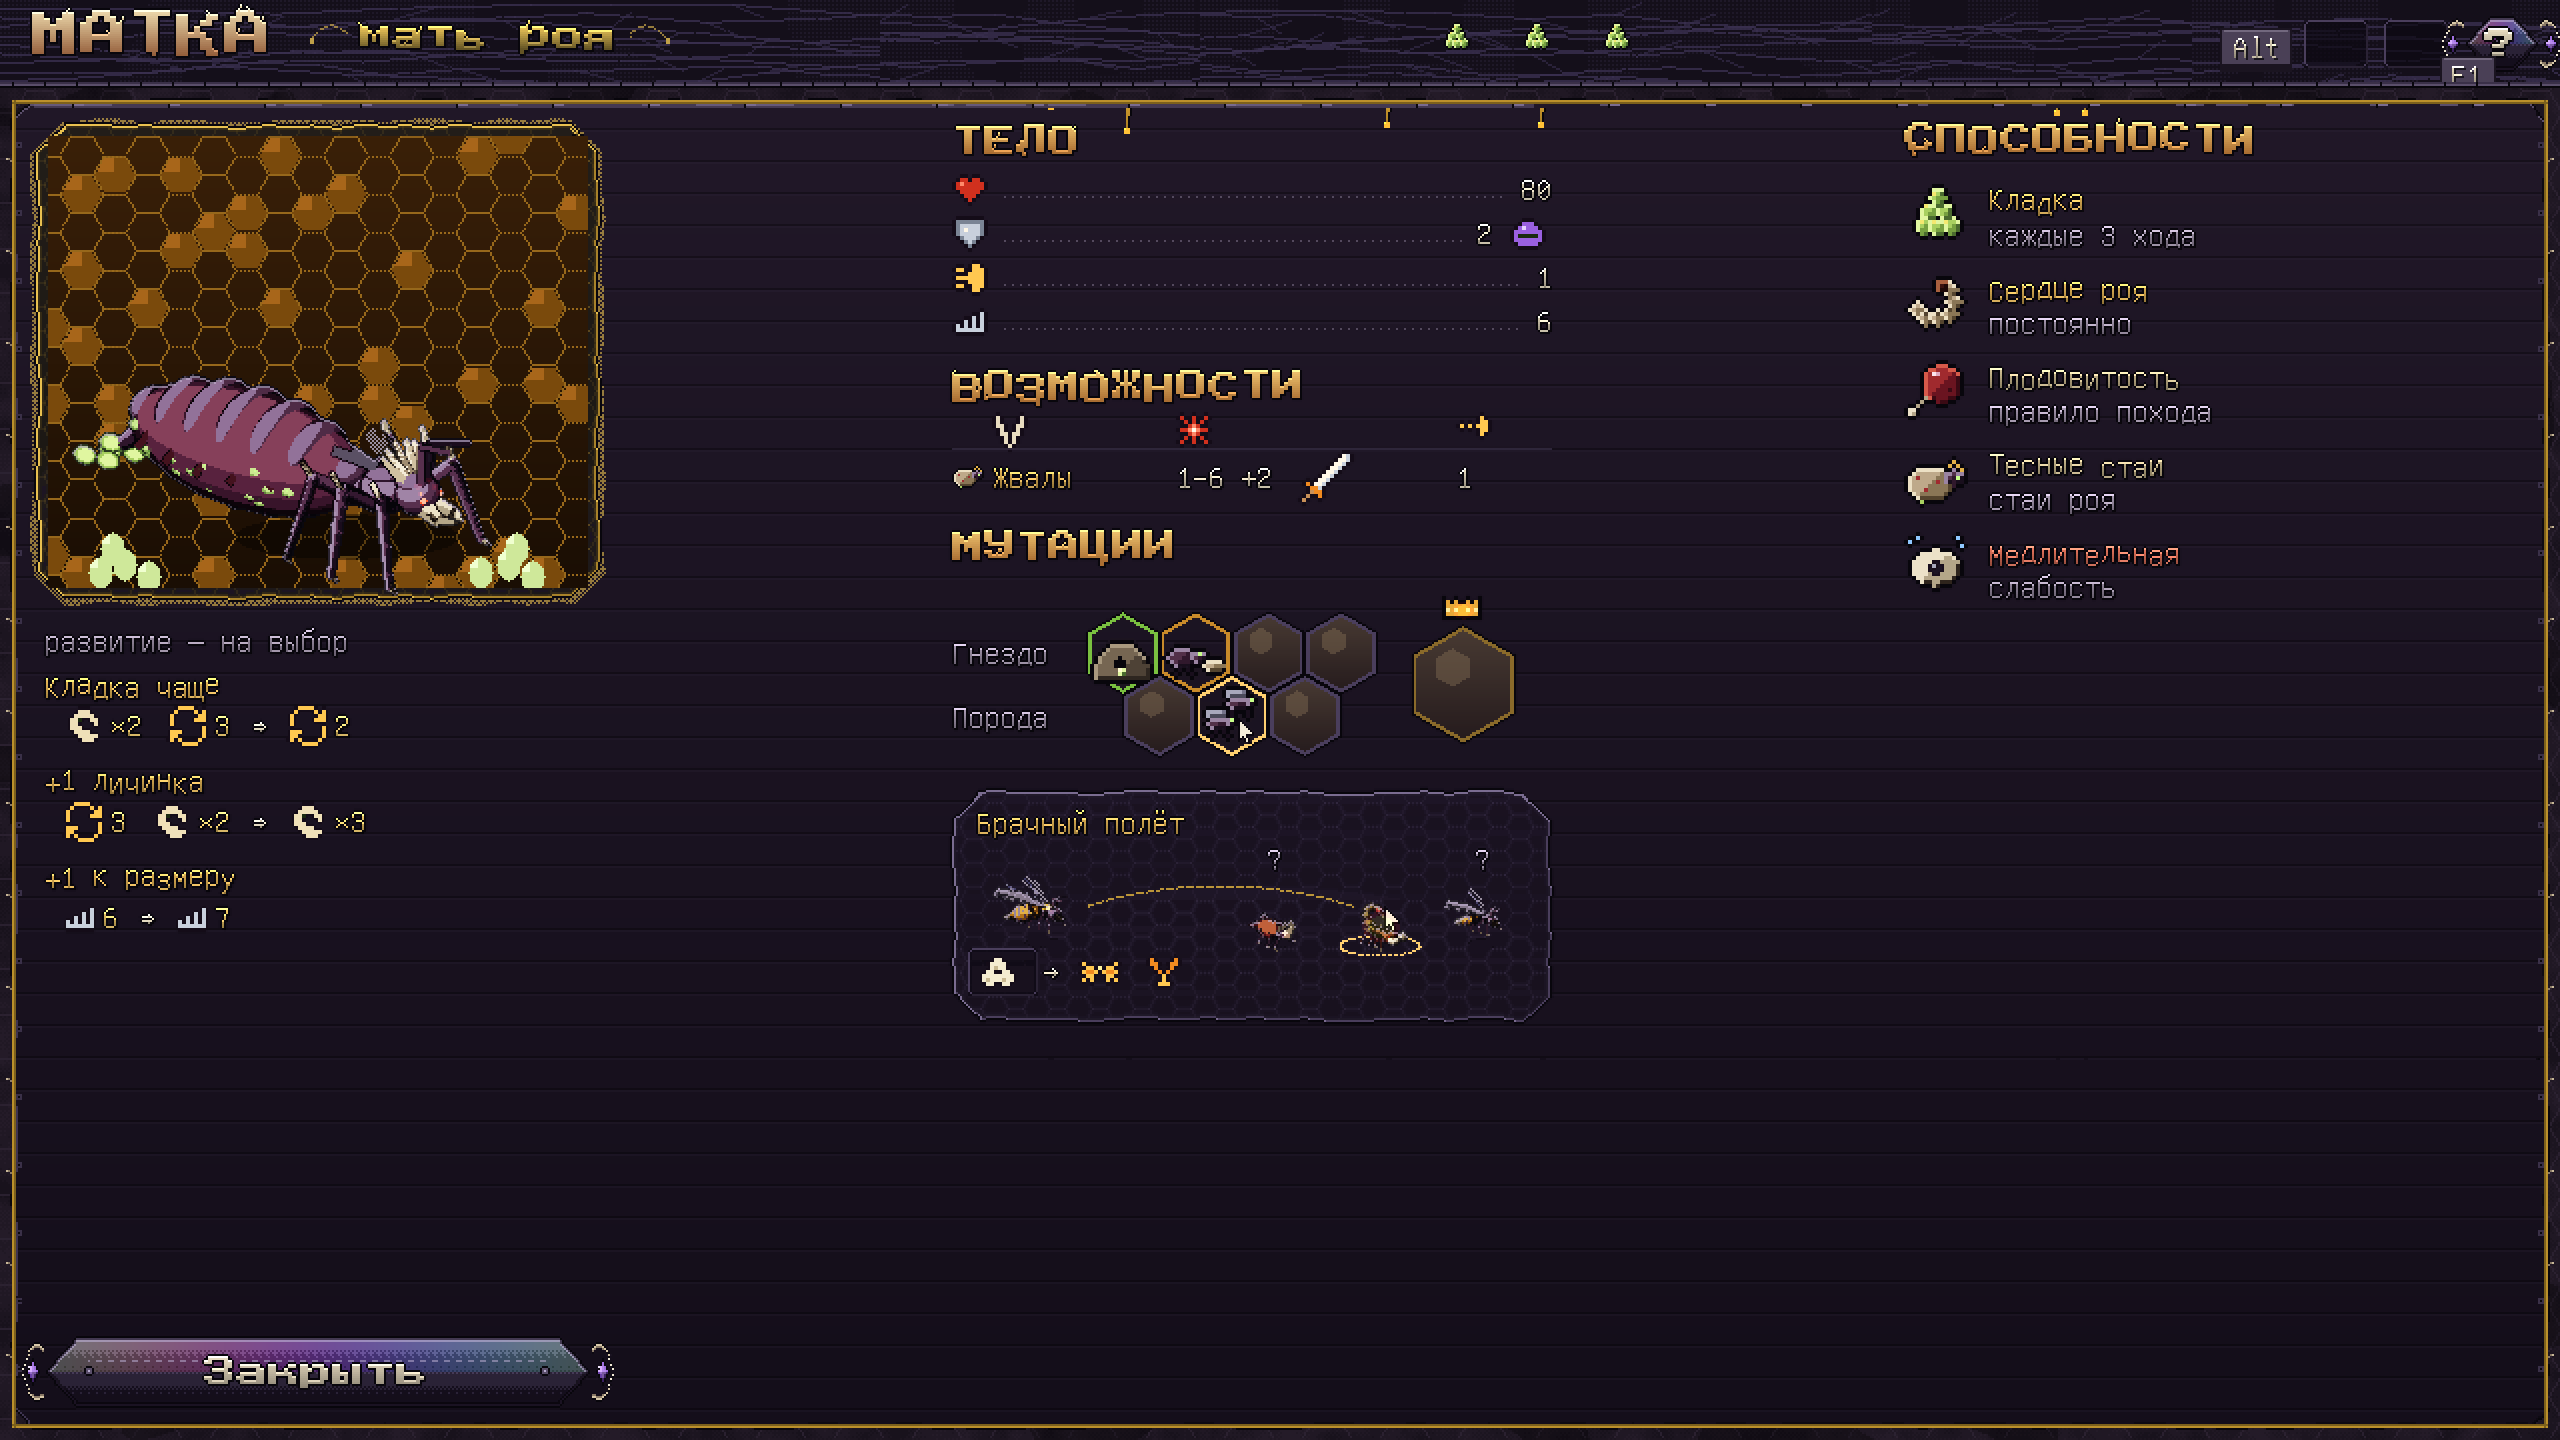 МАТКА
мать роя
Alt
?
F1
ТЕЛО
80
2
1
6
ВОЗМОЖНОСТИ
Жвалы 1-6 +2 1
МУТАЦИИ
Гнездо
Порода
Брачный полёт
? ?
→
СПОСОБНОСТИ
Кладка
каждые 3 хода
Сердце роя
постоянно
Плодовитость
правило похода
Тесные стаи
стаи роя
Медлительная
слабость
развитие — на выбор
Кладка чаще
×2 3 ⇒ 2
+1 личинка
3 ×2 ⇒ ×3
+1 к размеру
6 ⇒ 7
Закрыть